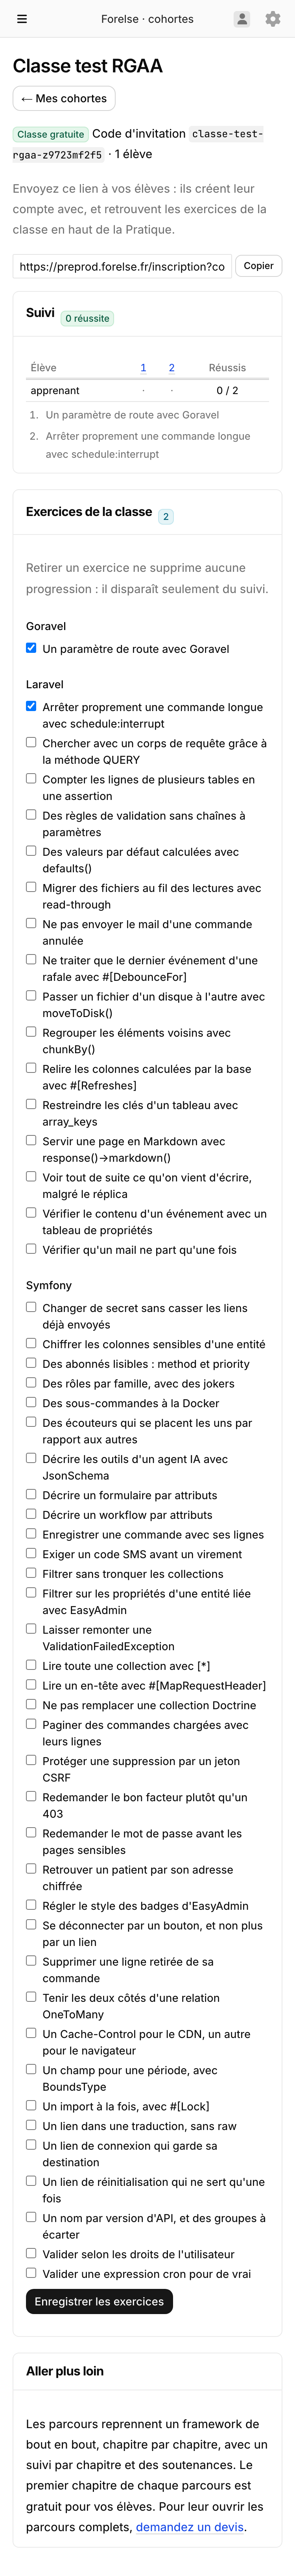 Forelse · cohortes
Classe test RGAA
← Mes cohortes
Classe gratuite Code d'invitation classe-test-
rgaa-z9723mf2f5 · 1 élève
Envoyez ce lien à vos élèves : ils créent leur
compte avec, et retrouvent les exercices de la
classe en haut de la Pratique.
https://preprod.forelse.fr/inscription?co
Copier
Suivi 0 réussite
Élève 1 2 Réussis
apprenant · · 0 / 2
1. Un paramètre de route avec Goravel
2. Arrêter proprement une commande longue
avec schedule:interrupt
Exercices de la classe 2
Retirer un exercice ne supprime aucune
progression : il disparaît seulement du suivi.
Goravel
Un paramètre de route avec Goravel
Laravel
Arrêter proprement une commande longue
avec schedule:interrupt
Chercher avec un corps de requête grâce à
la méthode QUERY
Compter les lignes de plusieurs tables en
une assertion
Des règles de validation sans chaînes à
paramètres
Des valeurs par défaut calculées avec
defaults()
Migrer des fichiers au fil des lectures avec
read-through
Ne pas envoyer le mail d'une commande
annulée
Ne traiter que le dernier événement d'une
rafale avec #[DebounceFor]
Passer un fichier d'un disque à l'autre avec
moveToDisk()
Regrouper les éléments voisins avec
chunkBy()
Relire les colonnes calculées par la base
avec #[Refreshes]
Restreindre les clés d'un tableau avec
array_keys
Servir une page en Markdown avec
response()->markdown()
Voir tout de suite ce qu'on vient d'écrire,
malgré le réplica
Vérifier le contenu d'un événement avec un
tableau de propriétés
Vérifier qu'un mail ne part qu'une fois
Symfony
Changer de secret sans casser les liens
déjà envoyés
Chiffrer les colonnes sensibles d'une entité
Des abonnés lisibles : method et priority
Des rôles par famille, avec des jokers
Des sous-commandes à la Docker
Des écouteurs qui se placent les uns par
rapport aux autres
Décrire les outils d'un agent IA avec
JsonSchema
Décrire un formulaire par attributs
Décrire un workflow par attributs
Enregistrer une commande avec ses lignes
Exiger un code SMS avant un virement
Filtrer sans tronquer les collections
Filtrer sur les propriétés d'une entité liée
avec EasyAdmin
Laisser remonter une
ValidationFailedException
Lire toute une collection avec [*]
Lire un en-tête avec #[MapRequestHeader]
Ne pas remplacer une collection Doctrine
Paginer des commandes chargées avec
leurs lignes
Protéger une suppression par un jeton
CSRF
Redemander le bon facteur plutôt qu'un
403
Redemander le mot de passe avant les
pages sensibles
Retrouver un patient par son adresse
chiffrée
Régler le style des badges d'EasyAdmin
Se déconnecter par un bouton, et non plus
par un lien
Supprimer une ligne retirée de sa
commande
Tenir les deux côtés d'une relation
OneToMany
Un Cache-Control pour le CDN, un autre
pour le navigateur
Un champ pour une période, avec
BoundsType
Un import à la fois, avec #[Lock]
Un lien dans une traduction, sans raw
Un lien de connexion qui garde sa
destination
Un lien de réinitialisation qui ne sert qu'une
fois
Un nom par version d'API, et des groupes à
écarter
Valider selon les droits de l'utilisateur
Valider une expression cron pour de vrai
Enregistrer les exercices
Aller plus loin
Les parcours reprennent un framework de
bout en bout, chapitre par chapitre, avec un
suivi par chapitre et des soutenances. Le
premier chapitre de chaque parcours est
gratuit pour vos élèves. Pour leur ouvrir les
parcours complets, demandez un devis.